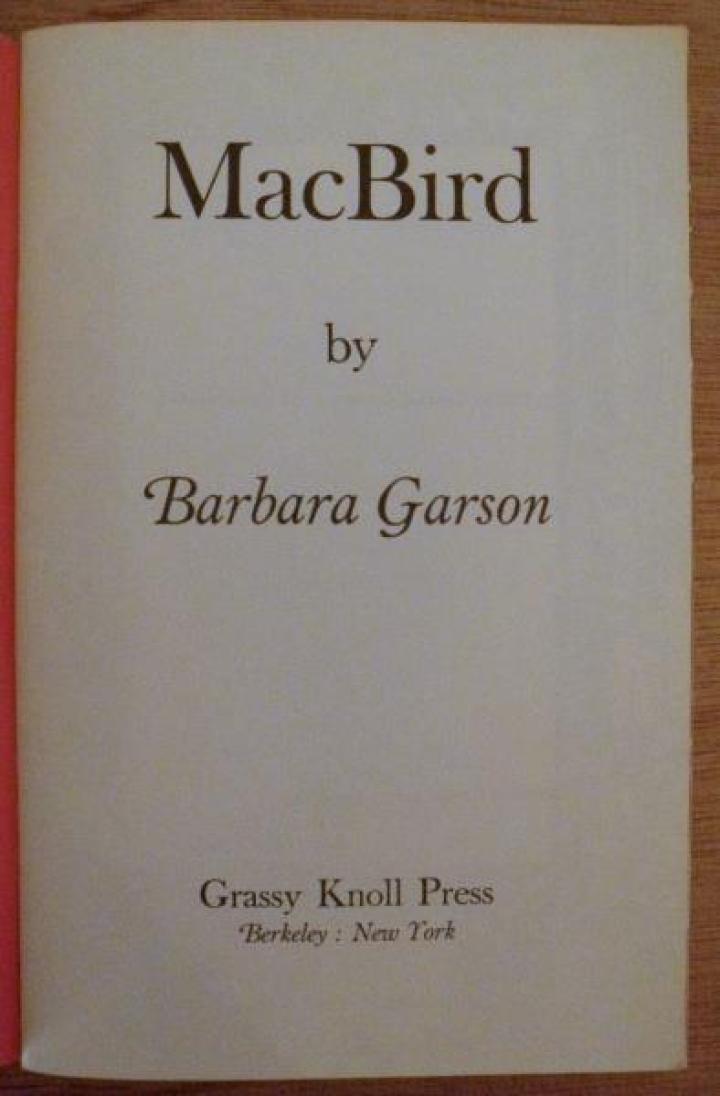 MacBird
by
Barbara Garson
Grassy Knoll Press
Berkeley : New York